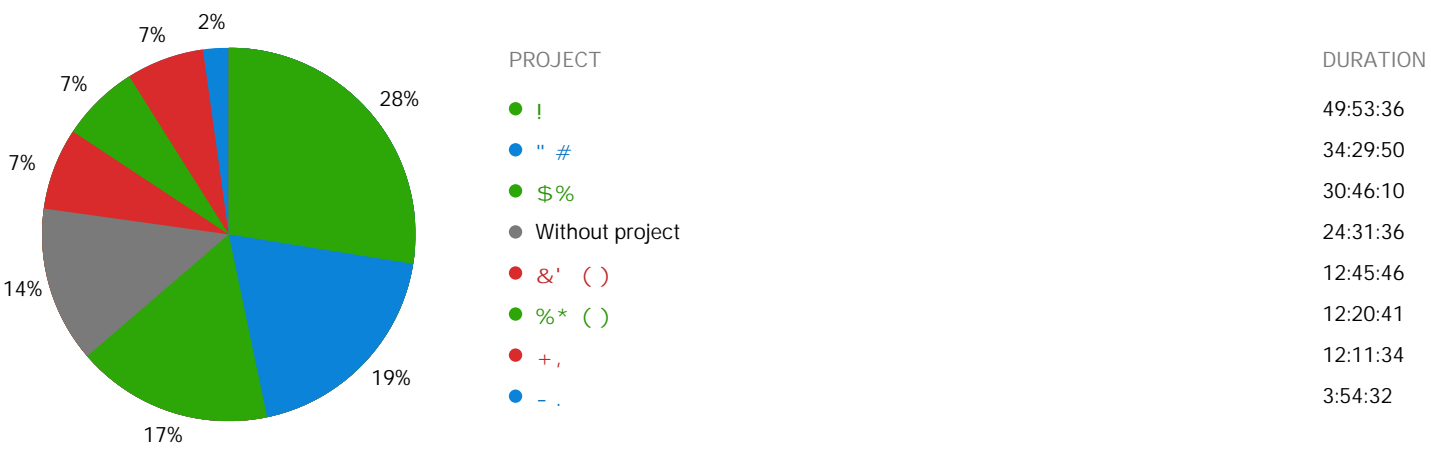 2%
7%
7%
7%
28%
14%
19%
17%
PROJECT DURATION
! 49:53:36
" # 34:29:50
$% 30:46:10
Without project 24:31:36
&' ( ) 12:45:46
%* ( ) 12:20:41
+, 12:11:34
- . 3:54:32